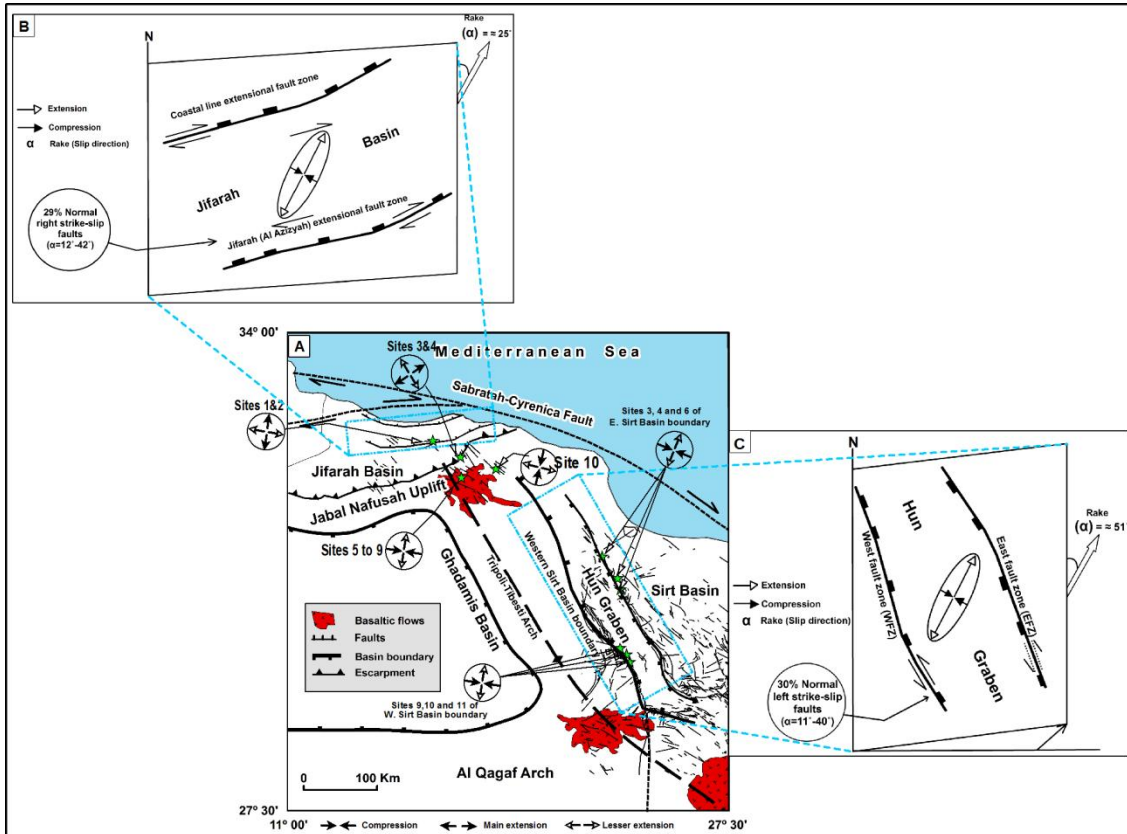 B
N
Rake
(α) = ≈ 25˚
Extension
Compression
α Rake (Slip direction)
Coastal line extensional fault zone
Basin
Jifarah
Jifarah (Al Azizyah) extensional fault zone
29% Normal
right strike-slip
faults
(α=12˚-42˚)
34° 00'
A
Sites 3&4
Mediterranean Sea
Sabratah-Cyrenica Fault
Sites 1&2
Sites 3, 4 and 6 of
E. Sirt Basin boundary
Jifarah Basin
Site 10
Jabal Nafusah Uplift
Sites 5 to 9
Ghadamis Basin
Tripoli-Tibesti Arch
Western Sirt Basin boundary
Hun Graben
Sirt Basin
Basaltic flows
Faults
Basin boundary
Escarpment
Sites 9,10 and 11 of
W. Sirt Basin boundary
0 100 Km
Al Qagaf Arch
27° 30'
11° 00'
27° 30'
Compression Main extension Lesser extension
C
N
Rake
(α) = ≈ 51˚
Extension
Compression
α Rake (Slip direction)
Hun
West fault zone (WFZ)
East fault zone (EFZ)
Graben
30% Normal
left strike-slip
faults
(α=11˚-40˚)